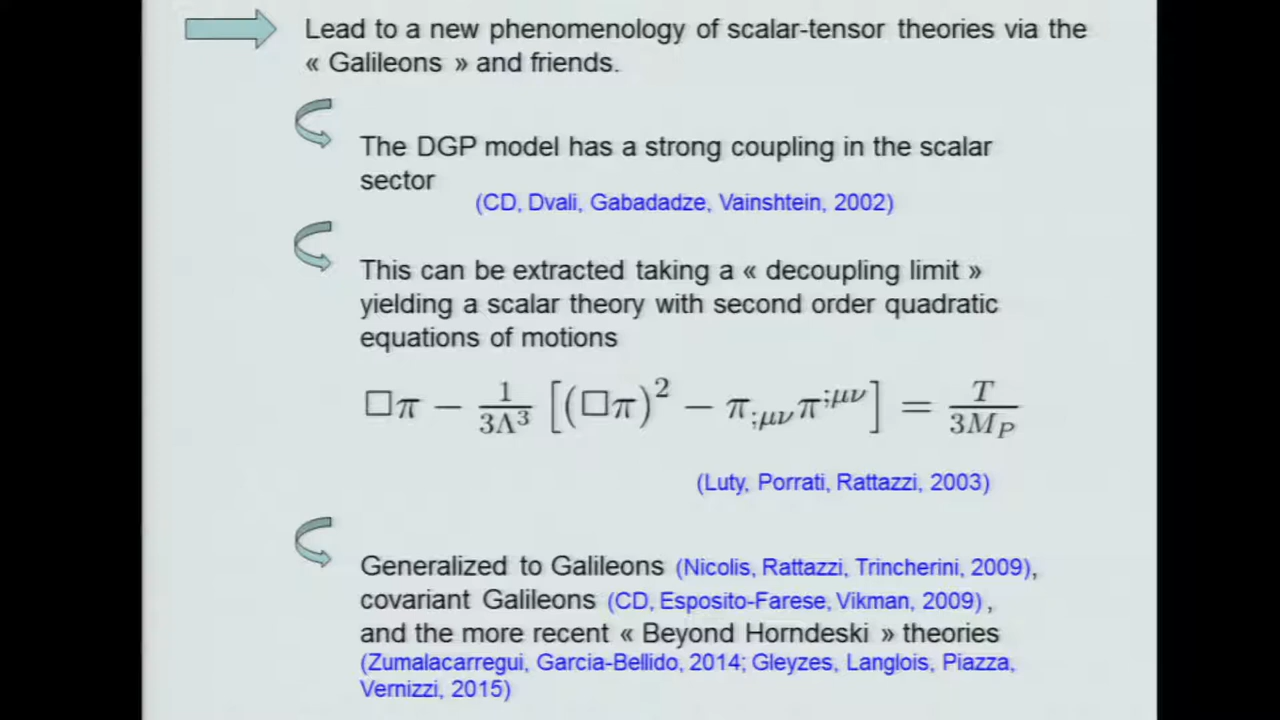 Lead to a new phenomenology of scalar-tensor theories via the
« Galileons » and friends.
The DGP model has a strong coupling in the scalar
sector
(CD, Dvali, Gabadadze, Vainshtein, 2002)
This can be extracted taking a « decoupling limit »
yielding a scalar theory with second order quadratic
equations of motions
□π − 1/(3Λ³) [(□π)² − π_{;μν}π^{;μν}] = T/(3M_P)
(Luty, Porrati, Rattazzi, 2003)
Generalized to Galileons (Nicolis, Rattazzi, Trincherini, 2009),
covariant Galileons (CD, Esposito-Farese, Vikman, 2009) ,
and the more recent « Beyond Horndeski » theories
(Zumalacarregui, Garcia-Bellido, 2014; Gleyzes, Langlois, Piazza,
Vernizzi, 2015)